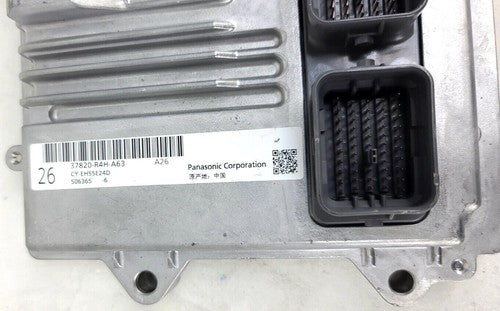 37820-R4H-A63 A26
26
CY-EH55E24D
506365 -6
Panasonic Corporation
原产地: 中国